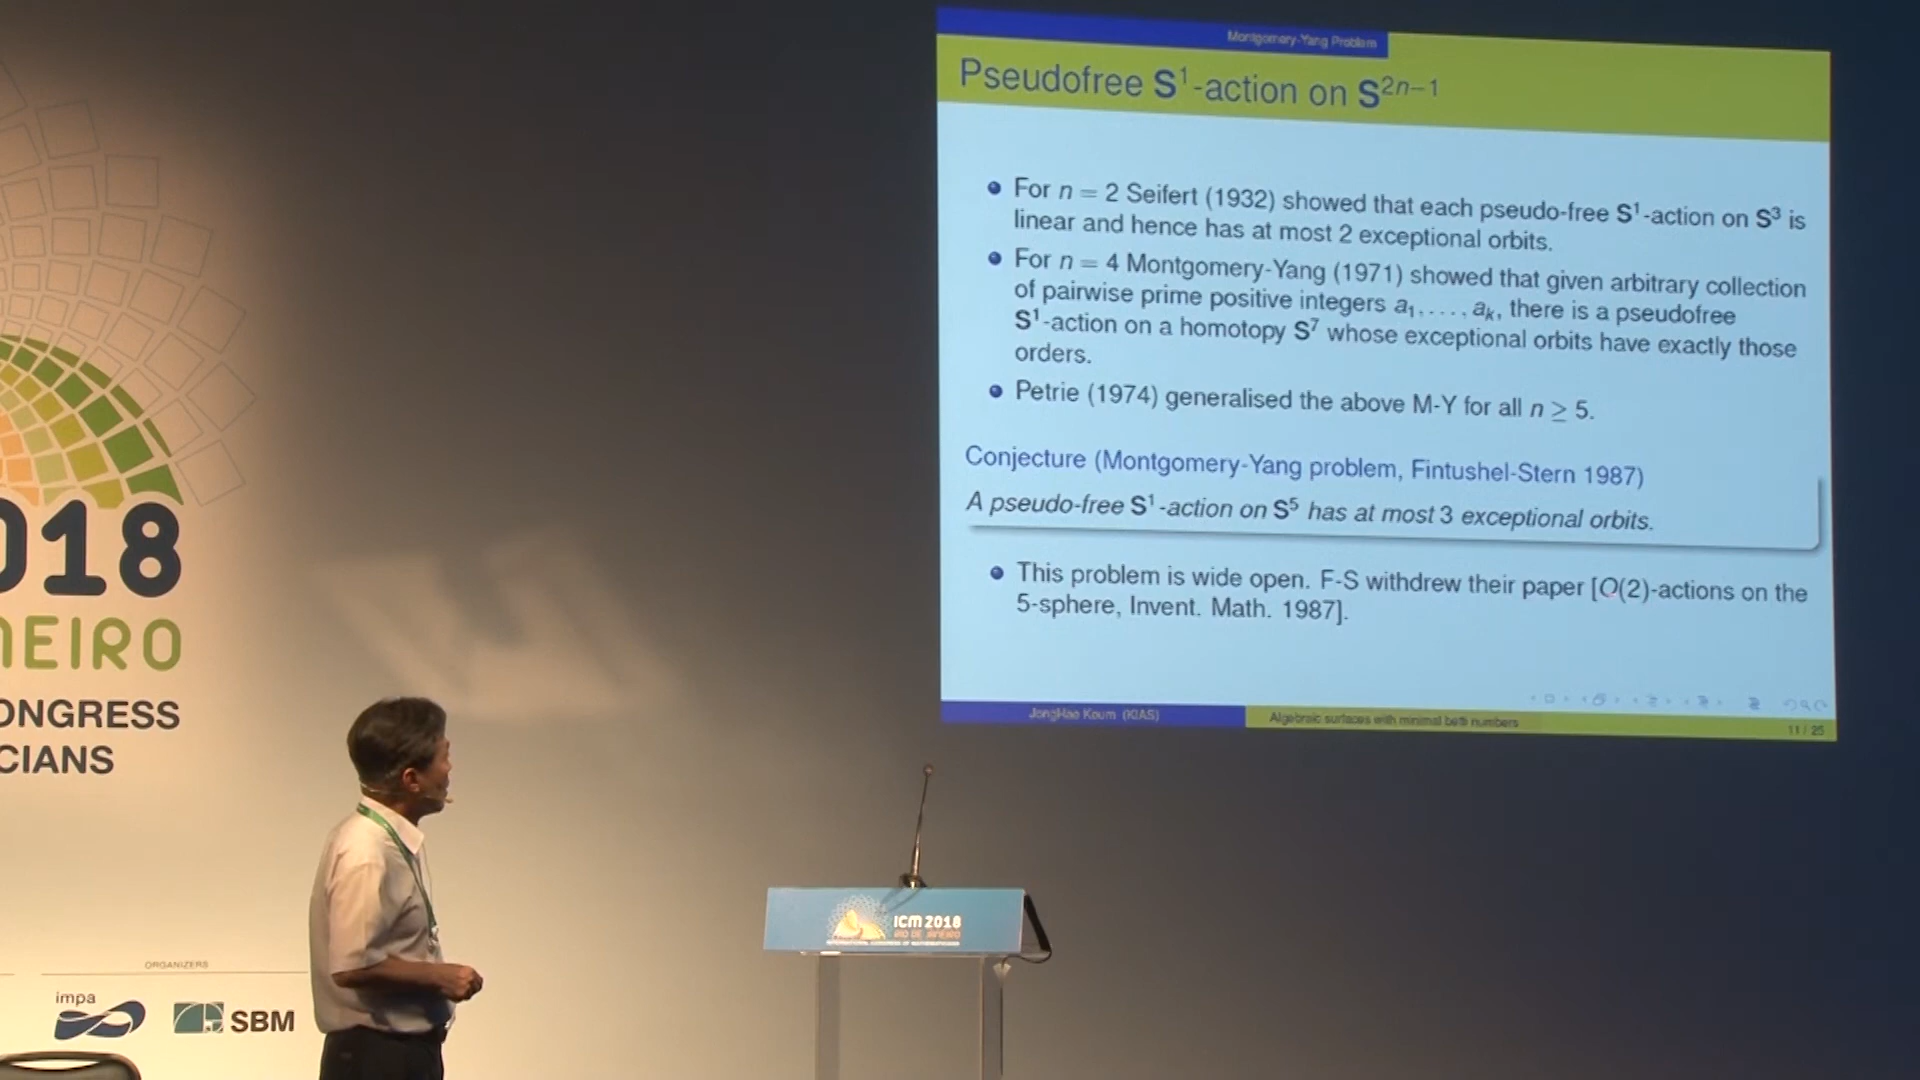 Montgomery-Yang Problem
Pseudofree S¹-action on S²ⁿ⁻¹
For n = 2 Seifert (1932) showed that each pseudo-free S¹-action on S³ is
linear and hence has at most 2 exceptional orbits.
For n = 4 Montgomery-Yang (1971) showed that given arbitrary collection
of pairwise prime positive integers a₁, . . . , aₖ, there is a pseudofree
S¹-action on a homotopy S⁷ whose exceptional orbits have exactly those
orders.
Petrie (1974) generalised the above M-Y for all n ≥ 5.
Conjecture (Montgomery-Yang problem, Fintushel-Stern 1987)
A pseudo-free S¹-action on S⁵ has at most 3 exceptional orbits.
This problem is wide open. F-S withdrew their paper [O(2)-actions on the
5-sphere, Invent. Math. 1987].
JongHae Keum (KIAS)
Algebraic surfaces with minimal betti numbers
11 / 25
018
NEIRO
ONGRESS
CIANS
ORGANIZERS
impa
SBM
ICM 2018
RIO DE JANEIRO
INTERNATIONAL CONGRESS OF MATHEMATICIANS